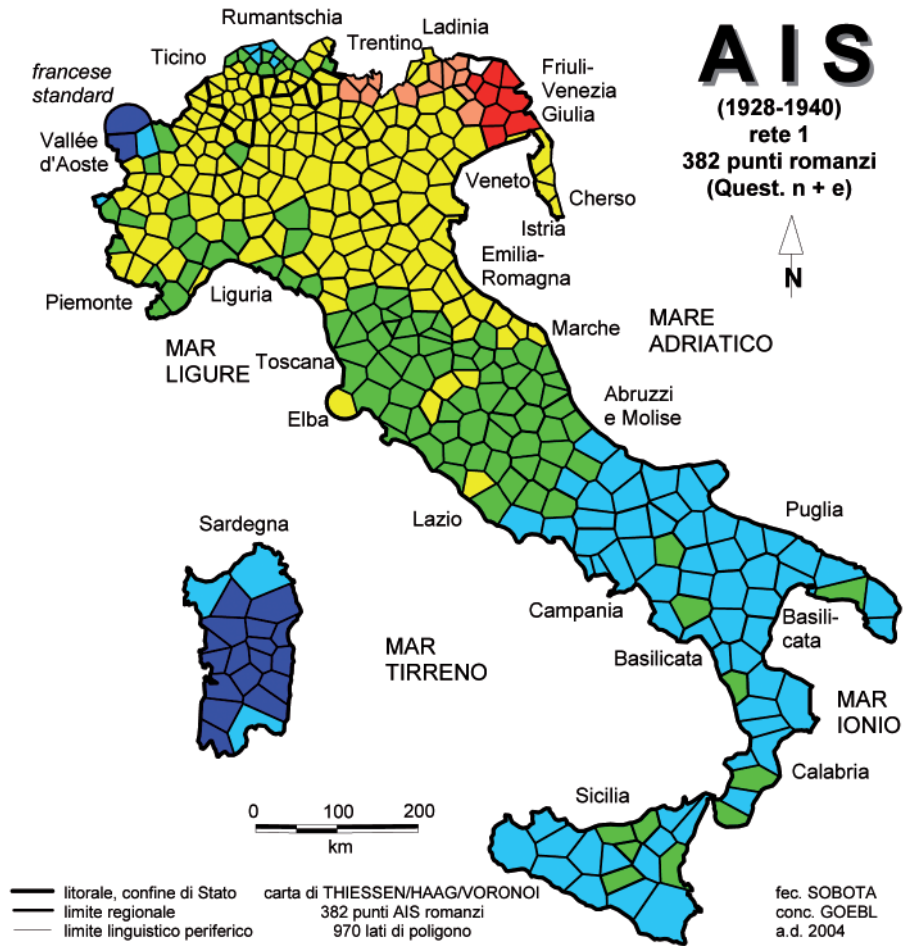 AIS
(1928-1940)
rete 1
382 punti romanzi
(Quest. n + e)
N
Rumantschia
Ladinia
Trentino
Ticino
francese
standard
Friuli-
Venezia
Giulia
Vallée
d'Aoste
Veneto
Cherso
Istria
Emilia-
Romagna
Piemonte
Liguria
Marche
MARE
ADRIATICO
MAR
LIGURE
Toscana
Elba
Abruzzi
e Molise
Lazio
Puglia
Sardegna
Campania
Basili-
cata
Basilicata
MAR
TIRRENO
MAR
IONIO
Calabria
Sicilia
0 100 200
km
litorale, confine di Stato
limite regionale
limite linguistico periferico
carta di THIESSEN/HAAG/VORONOI
382 punti AIS romanzi
970 lati di poligono
fec. SOBOTA
conc. GOEBL
a.d. 2004